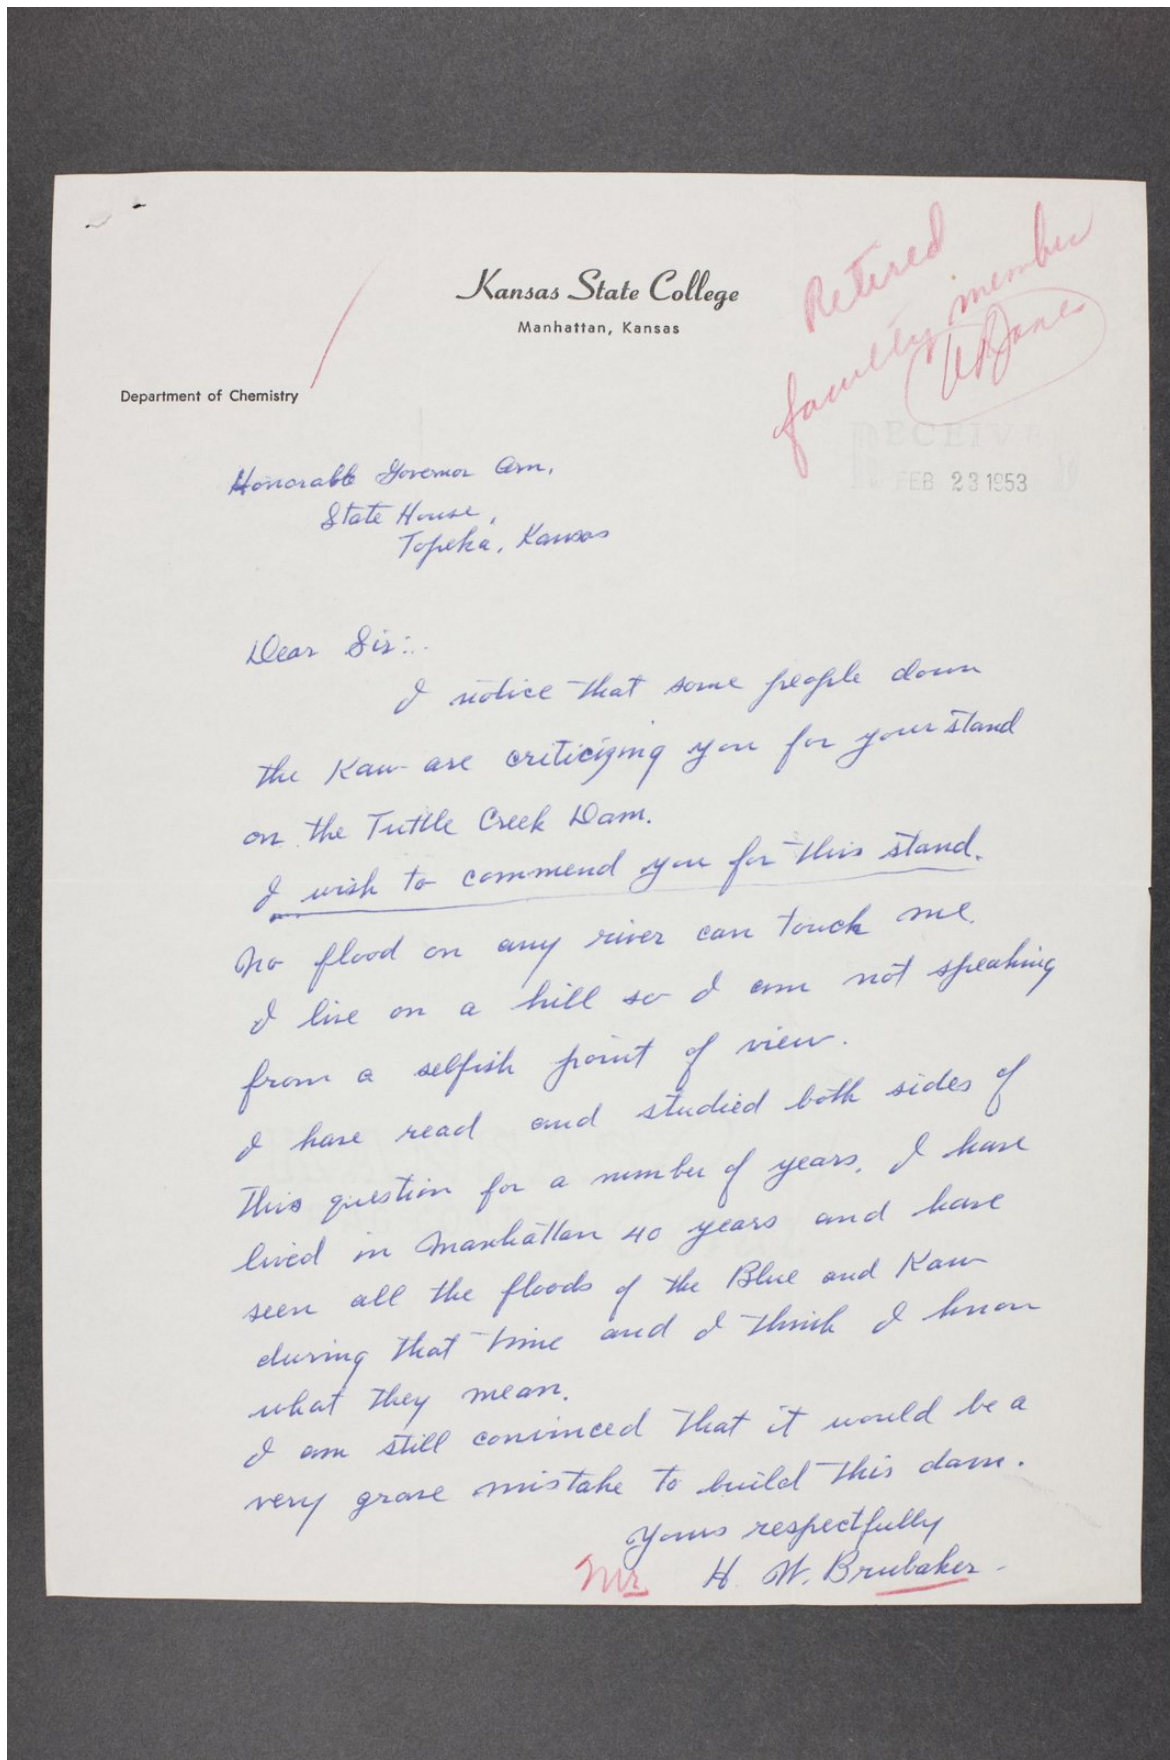 Kansas State College
Manhattan, Kansas
Department of Chemistry
Retired
faculty member
Jones
RECEIV
FEB 23 1953
Honorable Governor Arn,
State House,
Topeka, Kansas
Dear Sir:..
I notice that some people down
the Kaw are criticizing you for your stand
on the Tuttle Creek Dam.
I wish to commend you for this stand.
No flood on any river can touch me.
I live on a hill so I am not speaking
from a selfish point of view.
I have read and studied both sides of
this question for a number of years. I have
lived in Manhattan 40 years and have
seen all the floods of the Blue and Kaw
during that time and I think I know
what they mean.
I am still convinced that it would be a
very grave mistake to build this dam.
Yours respectfully
Mr H. W. Brubaker.